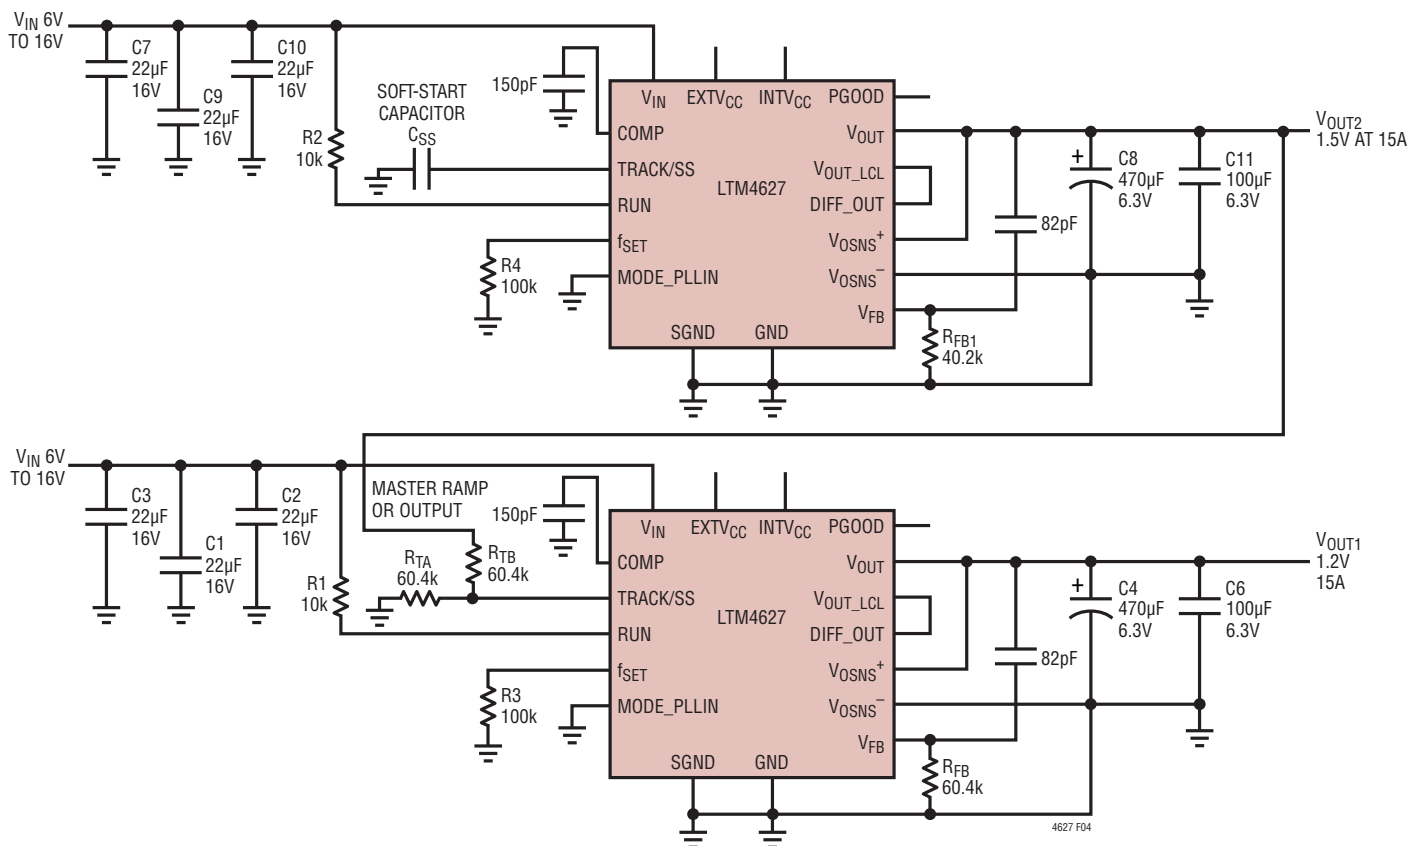 VIN 6V
TO 16V
C7
22µF
16V
C9
22µF
16V
C10
22µF
16V
R2
10k
SOFT-START
CAPACITOR
CSS
150pF
VIN
EXTVCC
INTVCC
PGOOD
COMP
VOUT
TRACK/SS
VOUT_LCL
LTM4627
RUN
DIFF_OUT
fSET
VOSNS+
MODE_PLLIN
VOSNS–
VFB
SGND
GND
R4
100k
RFB1
40.2k
82pF
+
C8
470µF
6.3V
C11
100µF
6.3V
VOUT2
1.5V AT 15A
VIN 6V
TO 16V
C3
22µF
16V
C1
22µF
16V
C2
22µF
16V
R1
10k
MASTER RAMP
OR OUTPUT
RTA
60.4k
RTB
60.4k
150pF
VIN
EXTVCC
INTVCC
PGOOD
COMP
VOUT
TRACK/SS
VOUT_LCL
LTM4627
RUN
DIFF_OUT
fSET
VOSNS+
MODE_PLLIN
VOSNS–
VFB
SGND
GND
R3
100k
RFB
60.4k
82pF
+
C4
470µF
6.3V
C6
100µF
6.3V
VOUT1
1.2V
15A
4627 F04